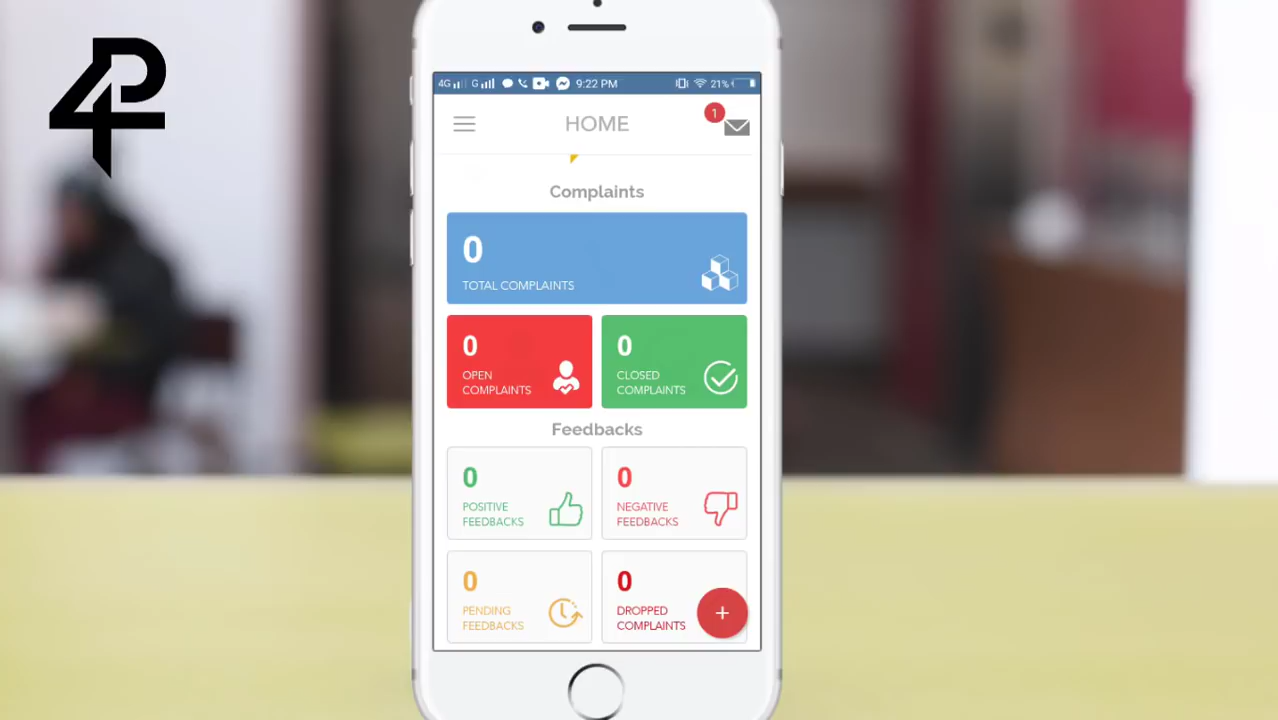 4P
4G G 9:22 PM 21%
HOME
1
Complaints
0
TOTAL COMPLAINTS
0
OPEN
COMPLAINTS
0
CLOSED
COMPLAINTS
Feedbacks
0
POSITIVE
FEEDBACKS
0
NEGATIVE
FEEDBACKS
0
PENDING
FEEDBACKS
0
DROPPED
COMPLAINTS
+